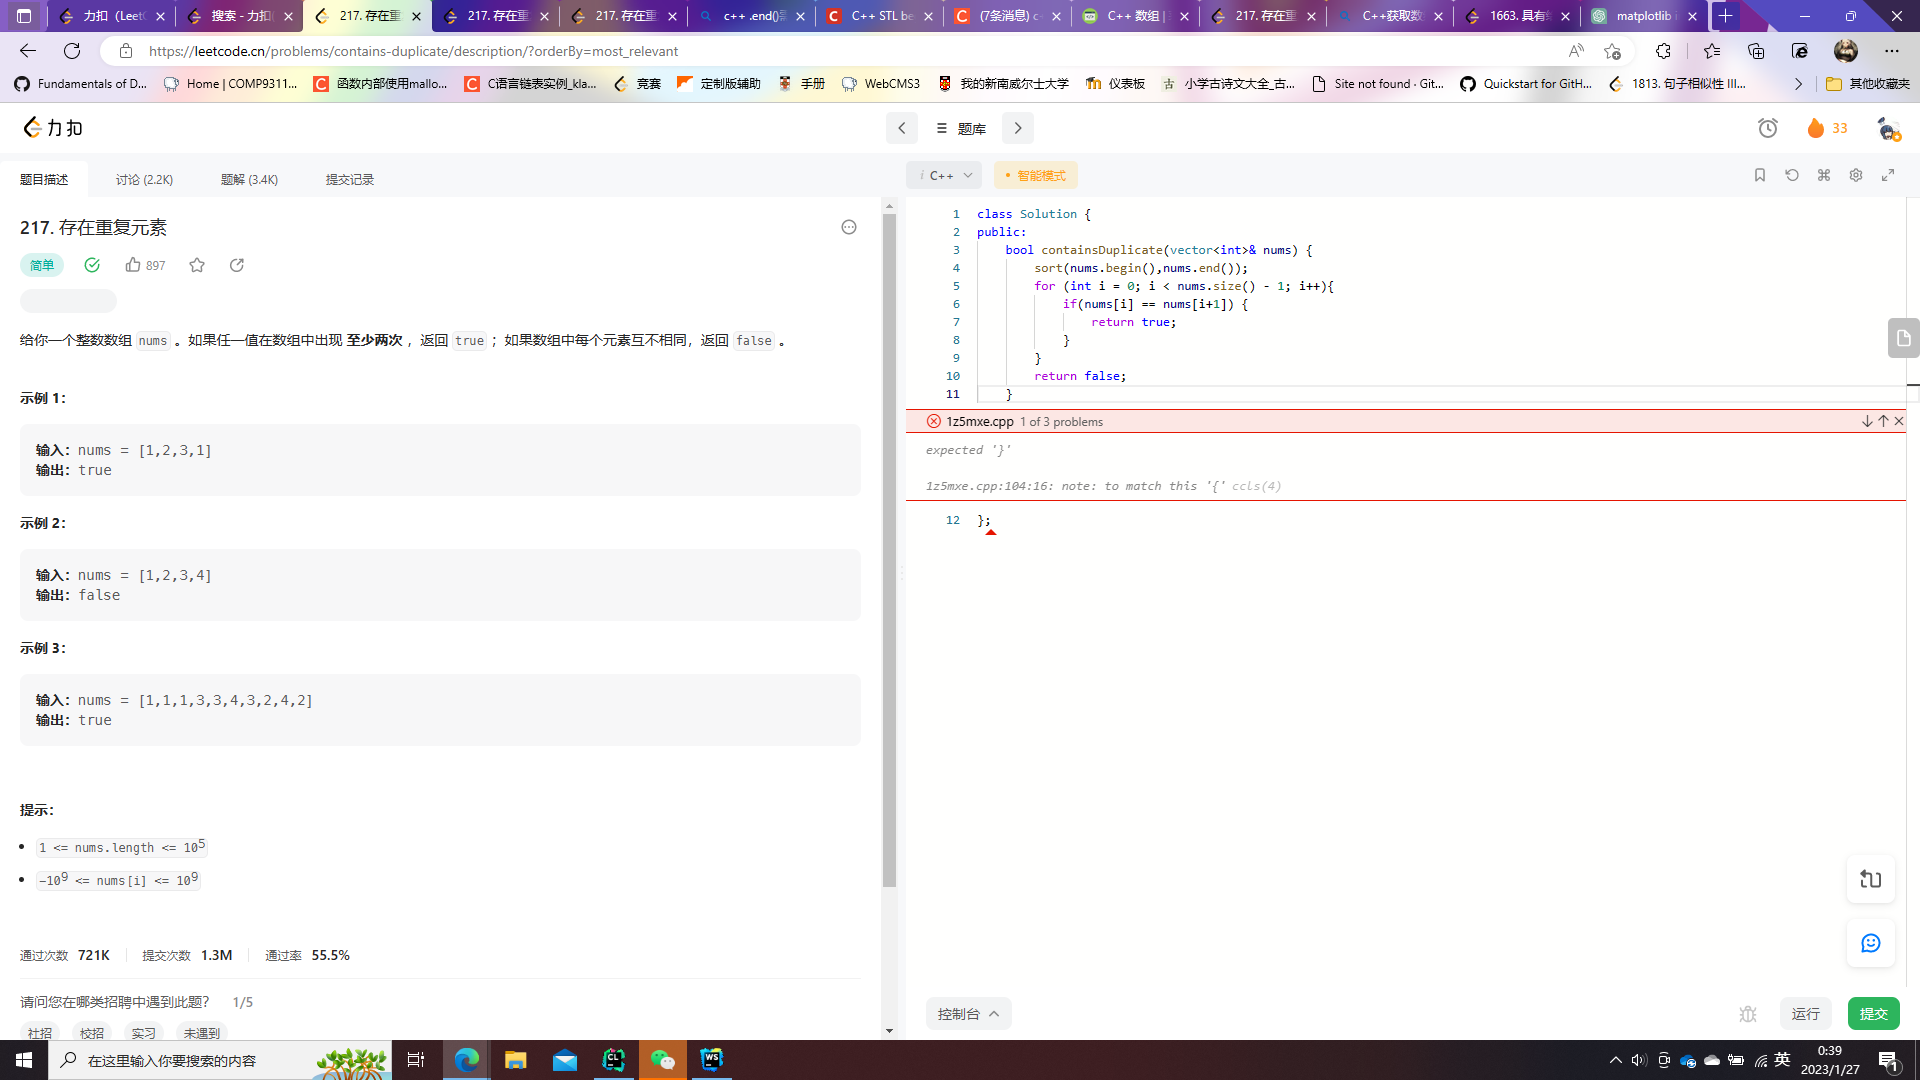 力扣（LeetC
搜索 - 力扣(
217. 存在重
217. 存在重
217. 存在重
c++ .end()需
C++ STL be
(7条消息) c-
C++ 数组 |
217. 存在重
C++获取数
1663. 具有给
matplotlib i
https://leetcode.cn/problems/contains-duplicate/description/?orderBy=most_relevant
Fundamentals of D...
Home | COMP9311...
函数内部使用mallo...
C语言链表实例_kla...
竞赛
定制版辅助
手册
WebCMS3
我的新南威尔士大学
仪表板
小学古诗文大全_古...
Site not found · Git...
Quickstart for GitH...
1813. 句子相似性 III...
其他收藏夹
力扣
题库
33
题目描述
讨论 (2.2K)
题解 (3.4K)
提交记录
i C++
• 智能模式
217. 存在重复元素
简单
897
给你一个整数数组 nums 。如果任一值在数组中出现 至少两次 ，返回 true ；如果数组中每个元素互不相同，返回 false 。
示例 1：
输入：nums = [1,2,3,1]
输出：true
示例 2：
输入：nums = [1,2,3,4]
输出：false
示例 3：
输入：nums = [1,1,1,3,3,4,3,2,4,2]
输出：true
提示：
1 <= nums.length <= 10⁵
-10⁹ <= nums[i] <= 10⁹
通过次数 721K
提交次数 1.3M
通过率 55.5%
请问您在哪类招聘中遇到此题？ 1/5
社招
校招
实习
未遇到
1 class Solution {
2 public:
3 bool containsDuplicate(vector<int>& nums) {
4 sort(nums.begin(),nums.end());
5 for (int i = 0; i < nums.size() - 1; i++){
6 if(nums[i] == nums[i+1]) {
7 return true;
8 }
9 }
10 return false;
11 }
1z5mxe.cpp 1 of 3 problems
expected '}'
1z5mxe.cpp:104:16: note: to match this '{' ccls(4)
12 };
控制台
运行
提交
在这里输入你要搜索的内容
CL
WS
英
0:39
2023/1/27
1